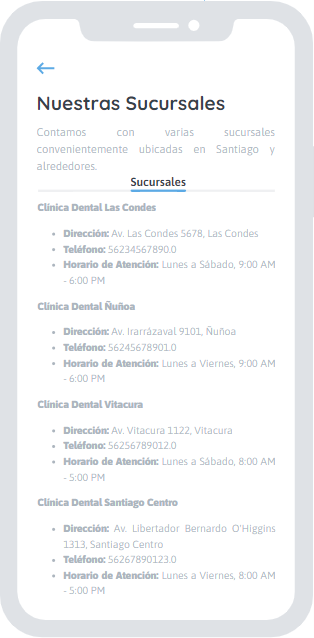 Nuestras Sucursales
Contamos con varias sucursales
convenientemente ubicadas en Santiago y
alrededores.
Sucursales
Clínica Dental Las Condes
• Dirección: Av. Las Condes 5678, Las Condes
• Teléfono: 56234567890.0
• Horario de Atención: Lunes a Sábado, 9:00 AM
- 6:00 PM
Clínica Dental Ñuñoa
• Dirección: Av. Irarrázaval 9101, Ñuñoa
• Teléfono: 56245678901.0
• Horario de Atención: Lunes a Viernes, 9:00 AM
- 6:00 PM
Clínica Dental Vitacura
• Dirección: Av. Vitacura 1122, Vitacura
• Teléfono: 56256789012.0
• Horario de Atención: Lunes a Sábado, 8:00 AM
- 5:00 PM
Clínica Dental Santiago Centro
• Dirección: Av. Libertador Bernardo O'Higgins
1313, Santiago Centro
• Teléfono: 56267890123.0
• Horario de Atención: Lunes a Viernes, 8:00 AM
- 5:00 PM